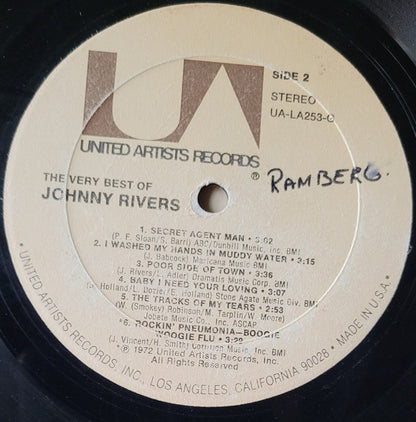 UA
SIDE 2
STEREO
UA-LA253-G
UNITED ARTISTS RECORDS
®
RAMBERG.
THE VERY BEST OF
JOHNNY RIVERS
1. SECRET AGENT MAN • 3:02
(P. F. Sloan/S. Barri) ABC/Dunhill Music, Inc. BMI
2. I WASHED MY HANDS IN MUDDY WATER • 3:15
(J. Babcock) Maricana Music BMI
3. POOR SIDE OF TOWN • 3:36
(J. Rivers/L. Adler) Dramatis Music Corp. BMI
4. BABY I NEED YOUR LOVING • 3:07
(B. Holland/L. Dozier/E. Holland) Stone Agate Music Div. BMI
5. THE TRACKS OF MY TEARS • 2:53
(W. (Smokey) Robinson/M. Tarplin/W. Moore)
Jobete Music Co., Inc. ASCAP
*6. ROCKIN' PNEUMONIA—BOOGIE
WOOGIE FLU • 3:22
(J. Vincent/H. Smith) Cotillion Music, Inc. BMI
*℗ 1972 United Artists Records, Inc.
All Rights Reserved
• UNITED ARTISTS RECORDS, INC., LOS ANGELES, CALIFORNIA 90028 • MADE IN U.S.A. •